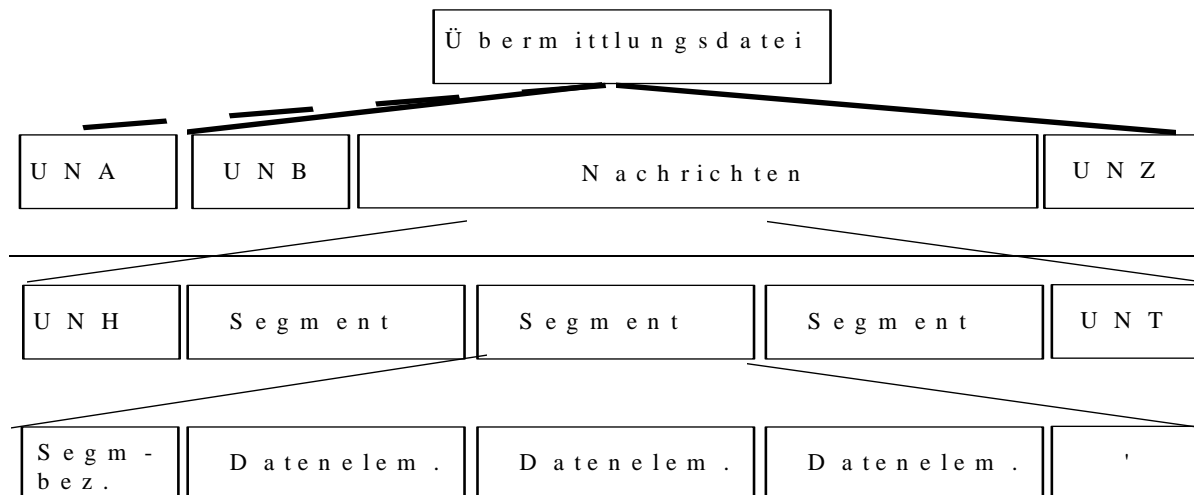 Übermittlungsdatei
UNA UNB Nachrichten UNZ
UNH Segment Segment Segment UNT
Segm-
bez. Datenelem. Datenelem. Datenelem. '